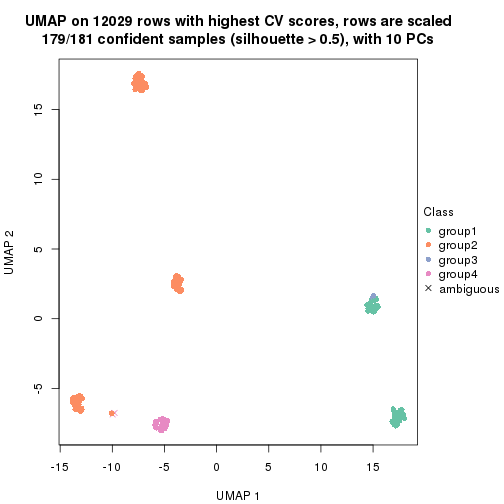 UMAP on 12029 rows with highest CV scores, rows are scaled
179/181 confident samples (silhouette > 0.5), with 10 PCs
15
10
5
0
-5
UMAP 2
-15
-10
-5
0
5
10
15
UMAP 1
Class
group1
group2
group3
group4
ambiguous